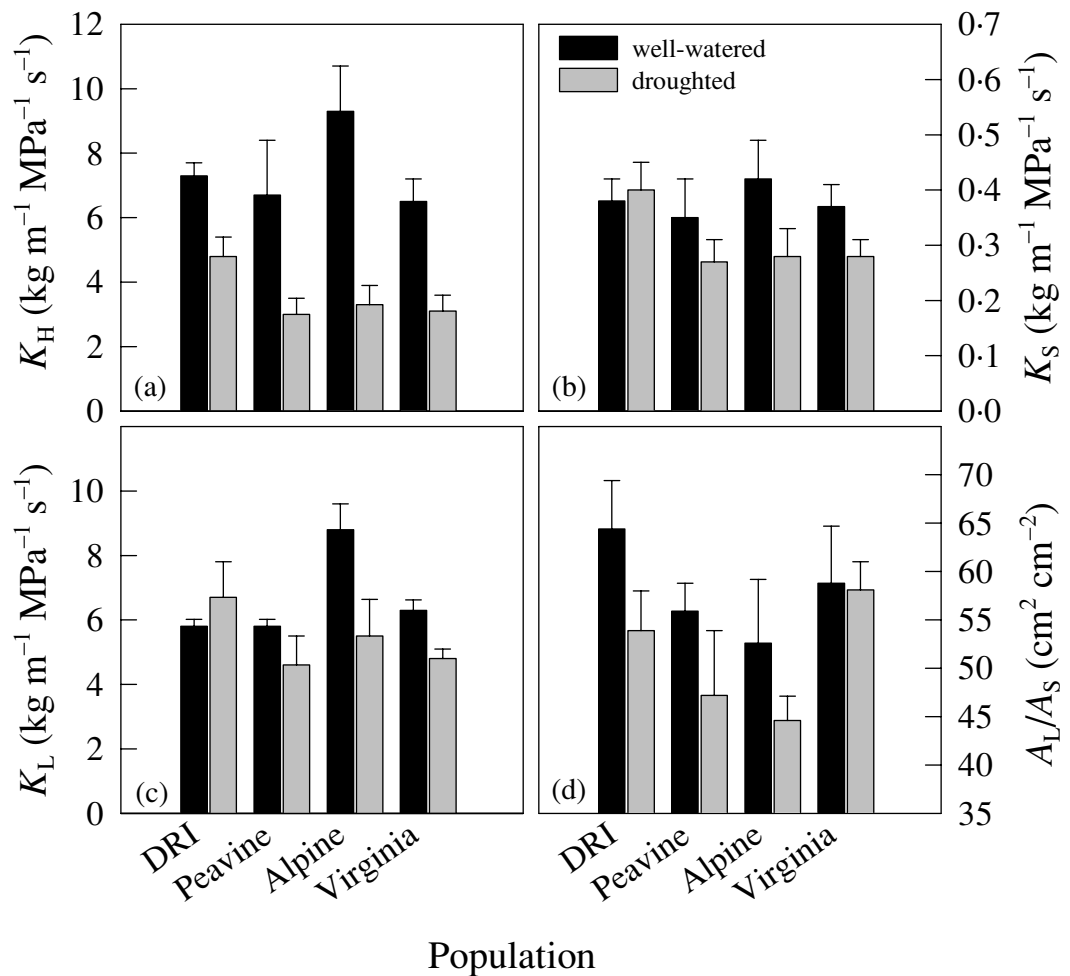 12
10
8
6
4
2
0
K_H (kg m⁻¹ MPa⁻¹ s⁻¹)
(a)
well-watered
droughted
(b)
0·7
0·6
0·5
0·4
0·3
0·2
0·1
0·0
K_S (kg m⁻¹ MPa⁻¹ s⁻¹)
10
8
6
4
2
0
K_L (kg m⁻¹ MPa⁻¹ s⁻¹)
(c)
(d)
70
65
60
55
50
45
40
35
A_L/A_S (cm² cm⁻²)
DRI
Peavine
Alpine
Virginia
DRI
Peavine
Alpine
Virginia
Population